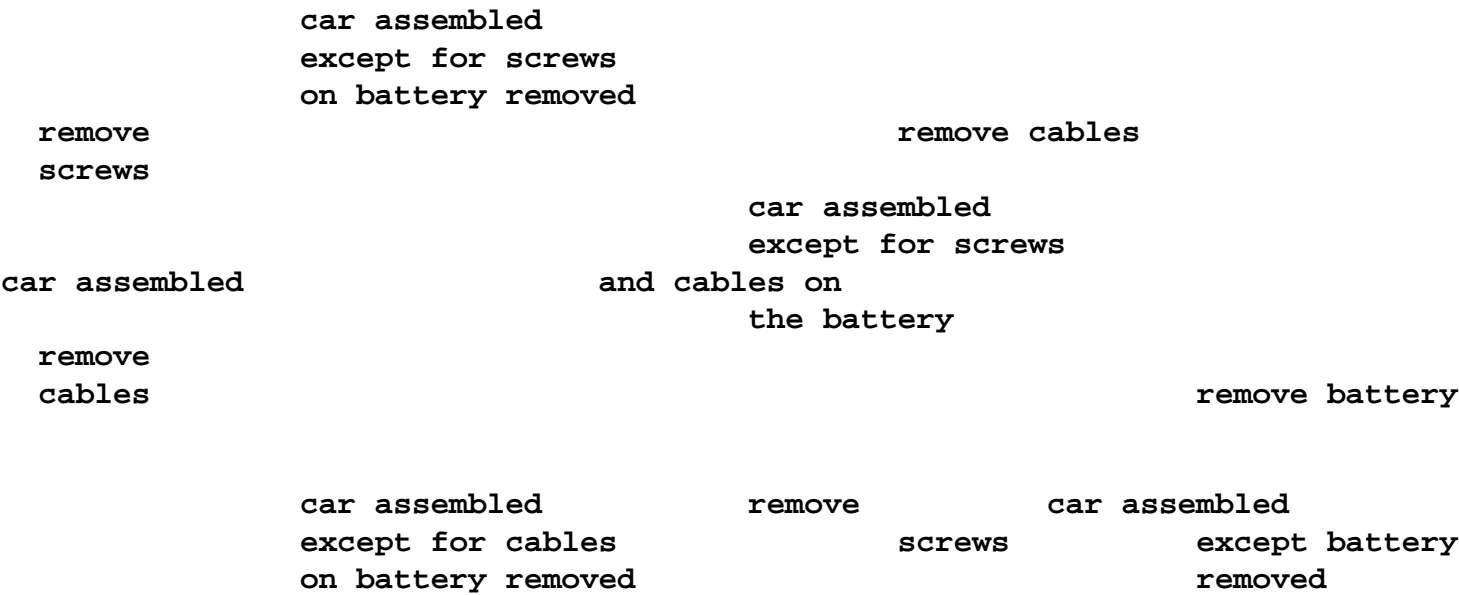 car assembled
except for screws
on battery removed
remove remove cables
screws
car assembled
except for screws
car assembled and cables on
the battery
remove
cables remove battery
car assembled remove car assembled
except for cables screws except battery
on battery removed removed